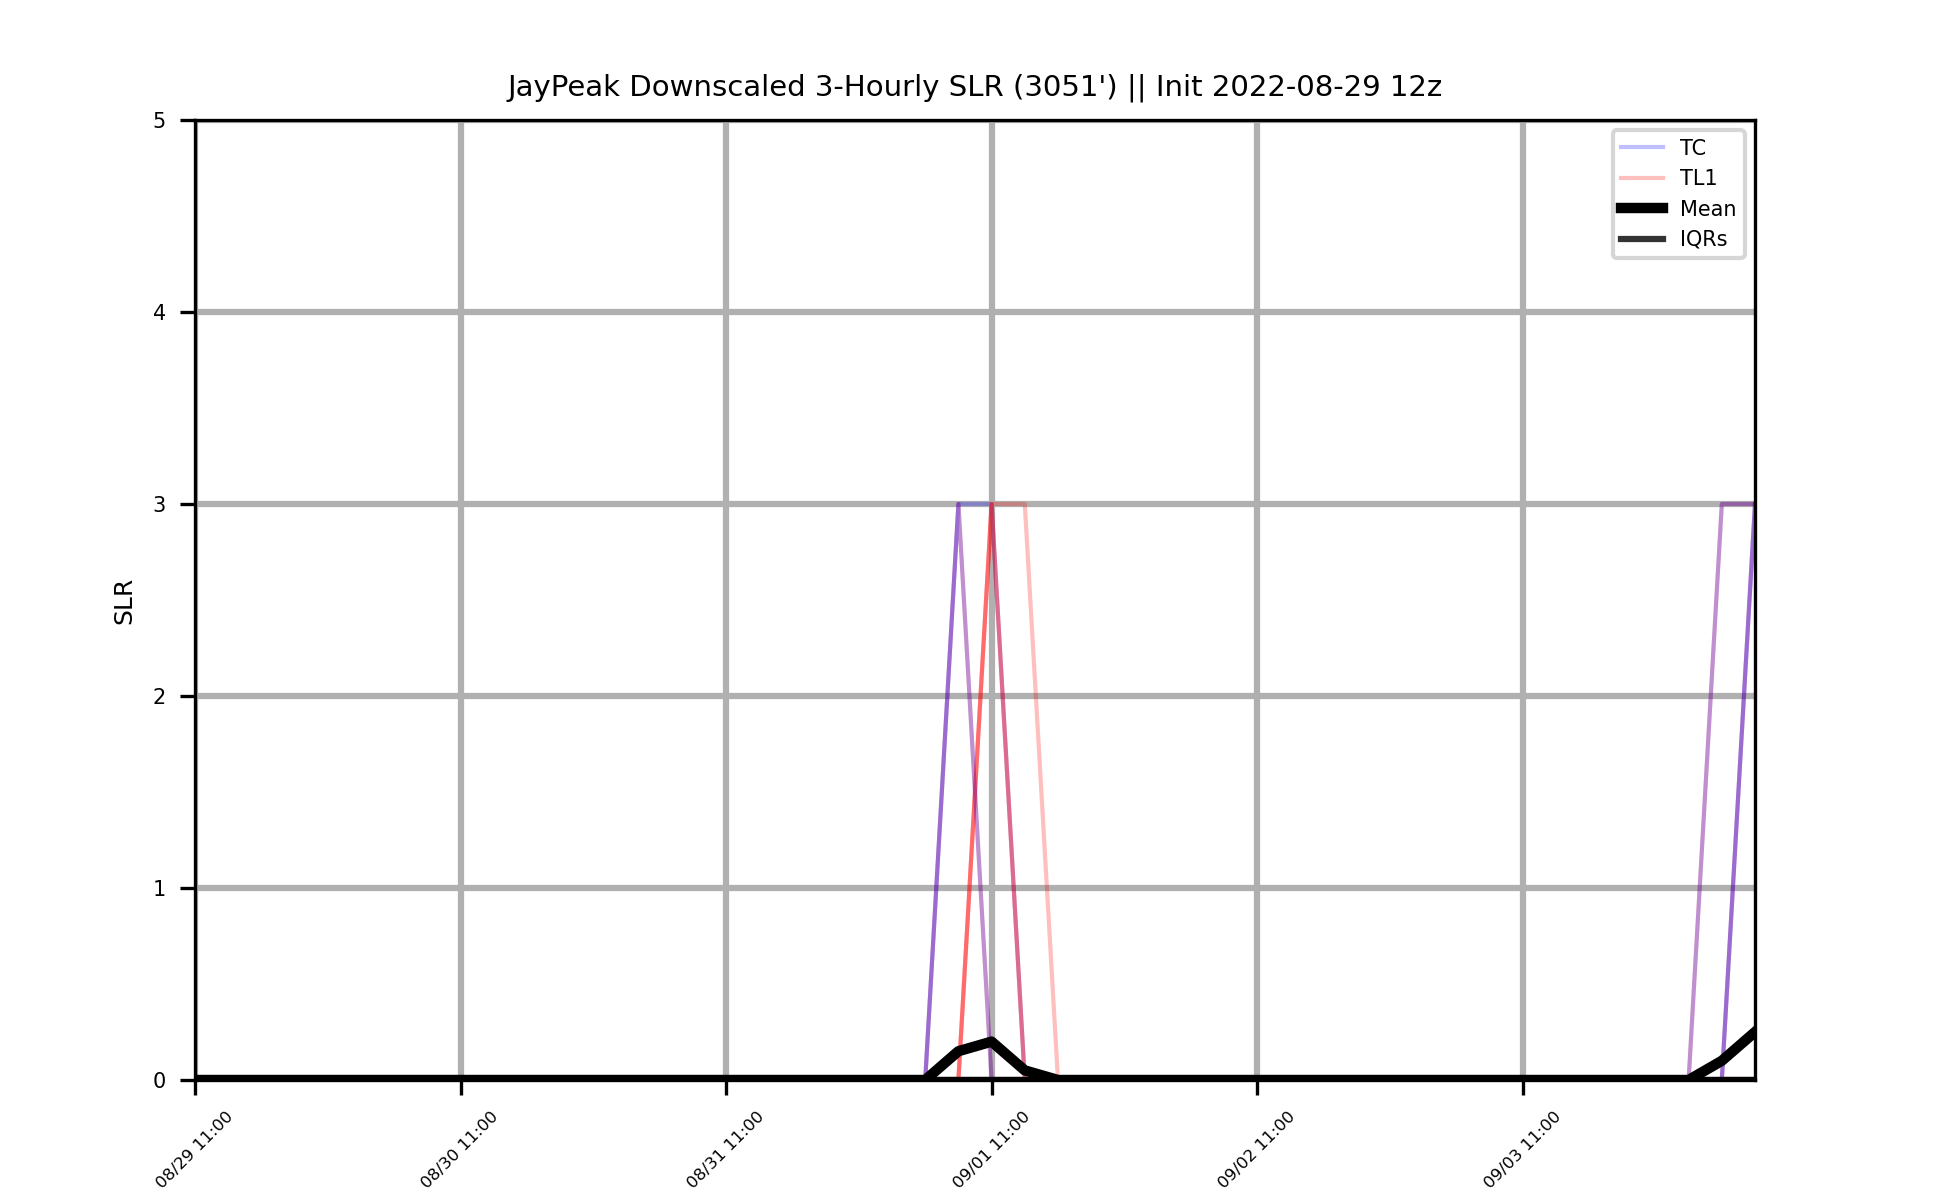 JayPeak Downscaled 3-Hourly SLR (3051') || Init 2022-08-29 12z
TC
TL1
Mean
IQRs
SLR
5
4
3
2
1
0
08/29 11:00
08/30 11:00
08/31 11:00
09/01 11:00
09/02 11:00
09/03 11:00